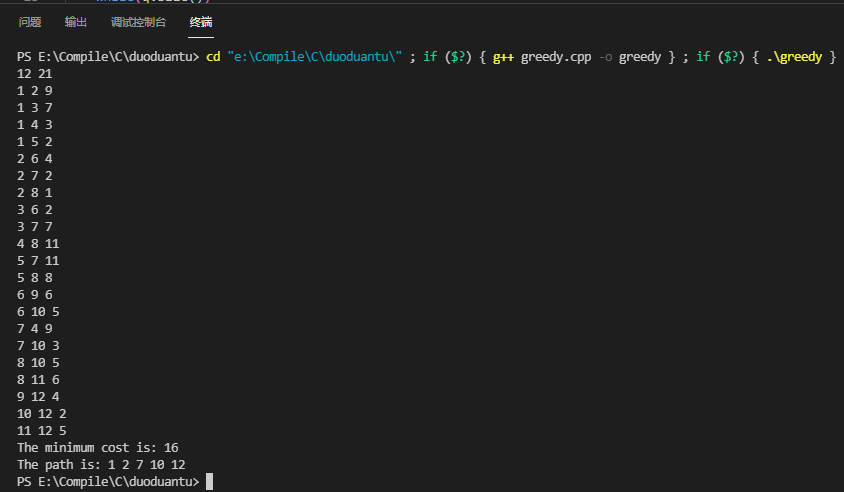 问题 输出 调试控制台 终端
PS E:\Compile\C\duoduantu> cd "e:\Compile\C\duoduantu\" ; if ($?) { g++ greedy.cpp -o greedy } ; if ($?) { .\greedy }
12 21
1 2 9
1 3 7
1 4 3
1 5 2
2 6 4
2 7 2
2 8 1
3 6 2
3 7 7
4 8 11
5 7 11
5 8 8
6 9 6
6 10 5
7 4 9
7 10 3
8 10 5
8 11 6
9 12 4
10 12 2
11 12 5
The minimum cost is: 16
The path is: 1 2 7 10 12
PS E:\Compile\C\duoduantu>